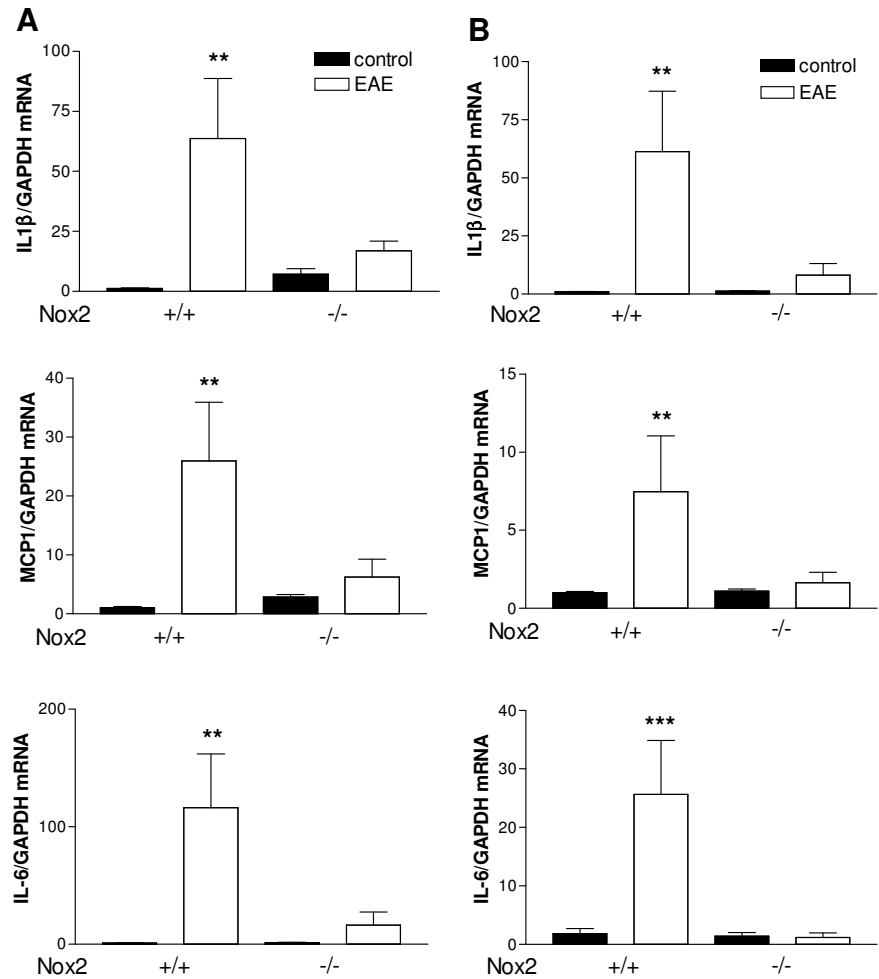 A
IL1β/GAPDH mRNA
100
75
50
25
0
**
control
EAE
Nox2 +/+ -/-
B
IL1β/GAPDH mRNA
100
75
50
25
0
**
control
EAE
Nox2 +/+ -/-
MCP1/GAPDH mRNA
40
30
20
10
0
**
Nox2 +/+ -/-
MCP1/GAPDH mRNA
15
10
5
0
**
Nox2 +/+ -/-
IL-6/GAPDH mRNA
200
100
0
**
Nox2 +/+ -/-
IL-6/GAPDH mRNA
40
30
20
10
0
***
Nox2 +/+ -/-